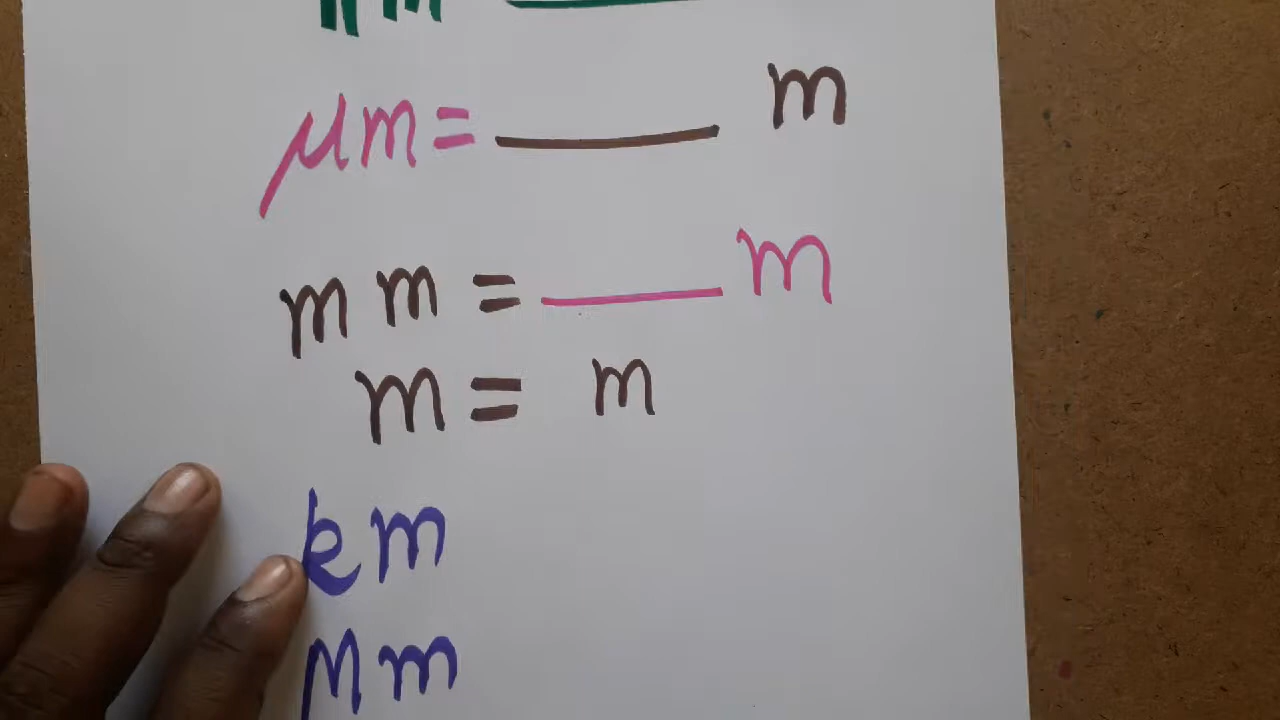 μm = ____ m
mm = ____ m
m = m
km
Mm